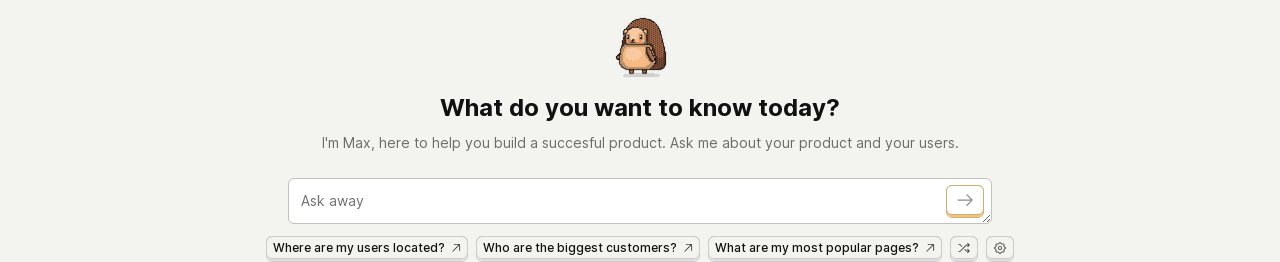 What do you want to know today?
I'm Max, here to help you build a succesful product. Ask me about your product and your users.
Ask away
Where are my users located? Who are the biggest customers? What are my most popular pages?